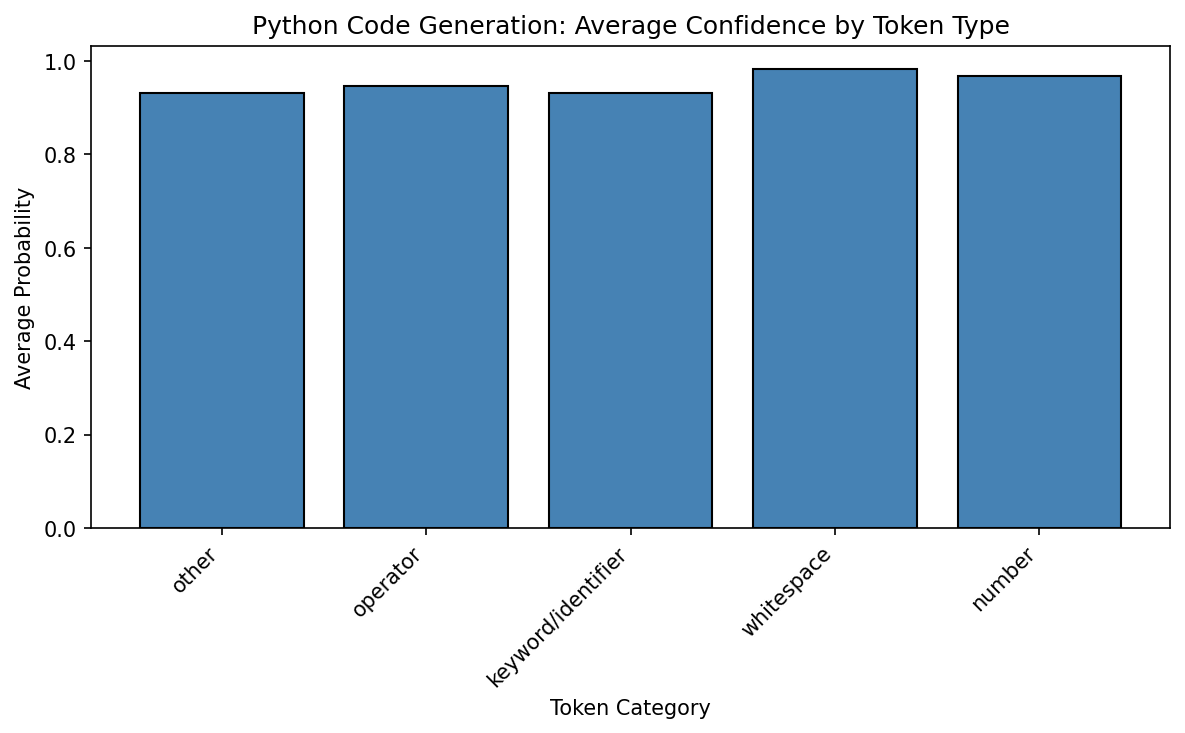 Python Code Generation: Average Confidence by Token Type
Average Probability
1.0
0.8
0.6
0.4
0.2
0.0
other
operator
keyword/identifier
whitespace
number
Token Category